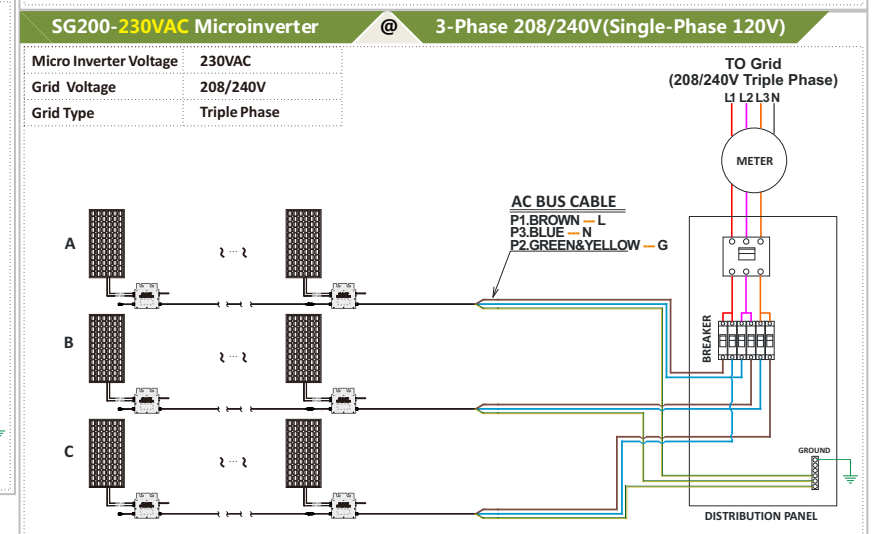 SG200-230VAC Microinverter @ 3-Phase 208/240V(Single-Phase 120V)
Micro Inverter Voltage 230VAC
Grid Voltage 208/240V
Grid Type Triple Phase
TO Grid
(208/240V Triple Phase)
L1 L2 L3 N
METER
AC BUS CABLE
P1.BROWN — L
P3.BLUE — N
P2.GREEN&YELLOW — G
A
B
C
BREAKER
GROUND
DISTRIBUTION PANEL